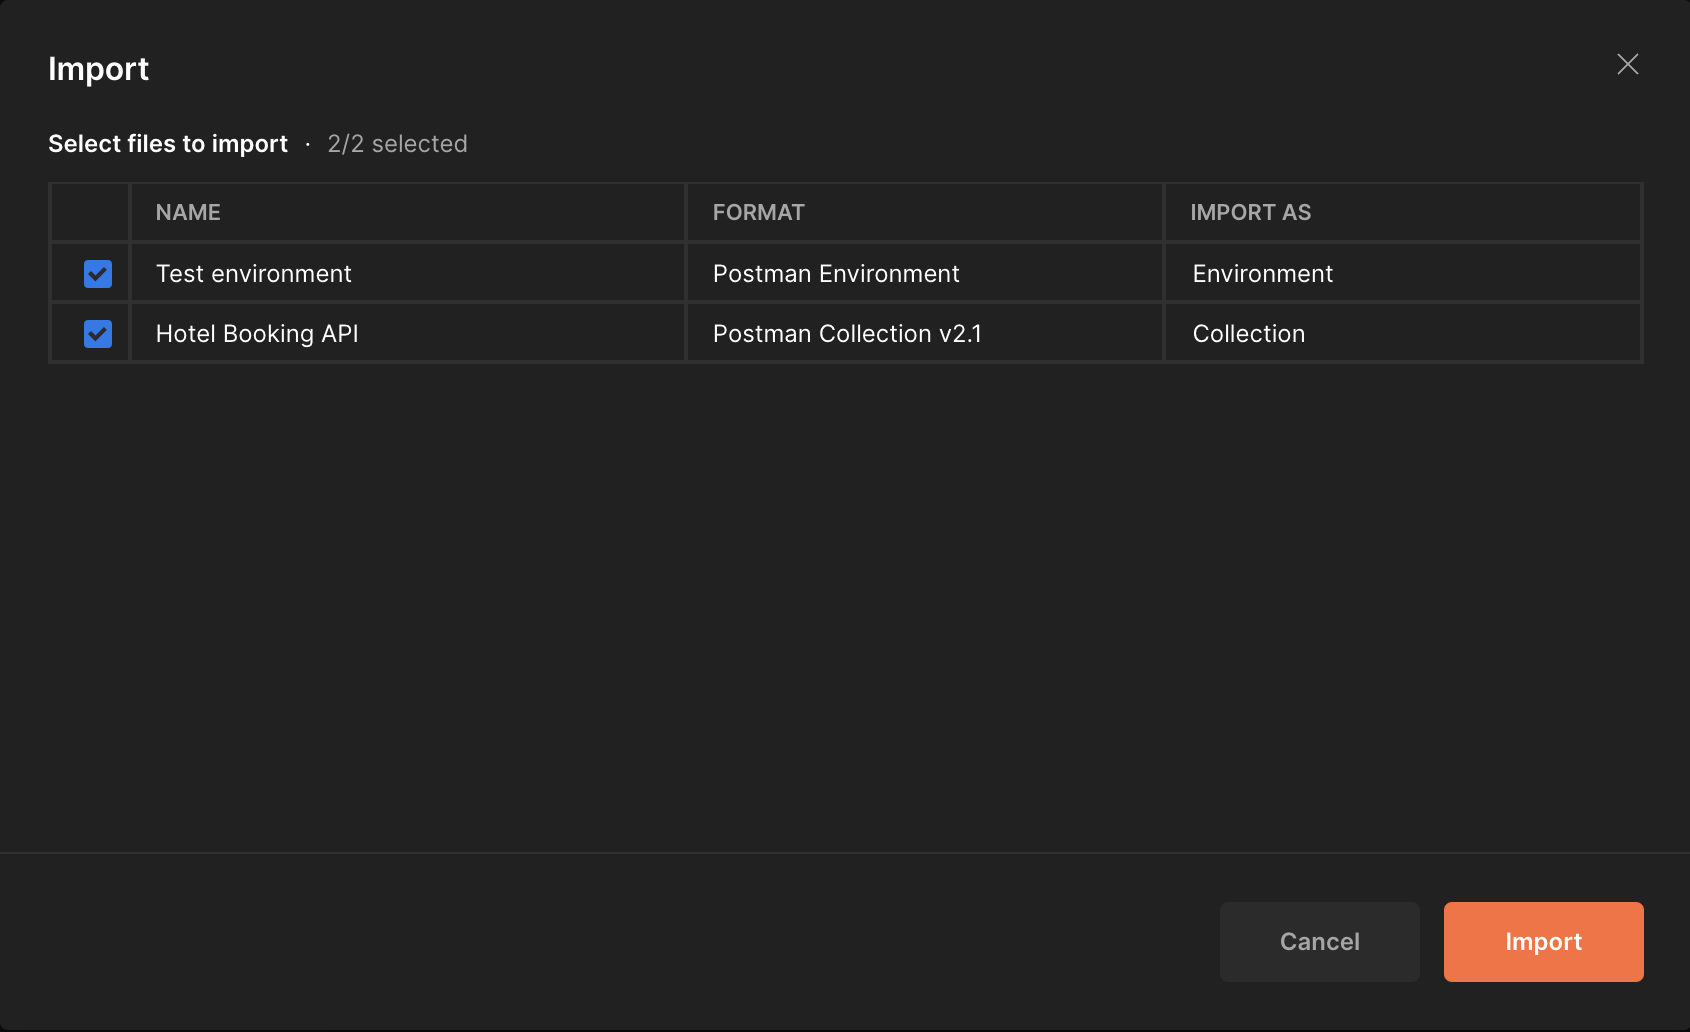 Import
Select files to import · 2/2 selected
NAME FORMAT IMPORT AS
Test environment Postman Environment Environment
Hotel Booking API Postman Collection v2.1 Collection
Cancel Import